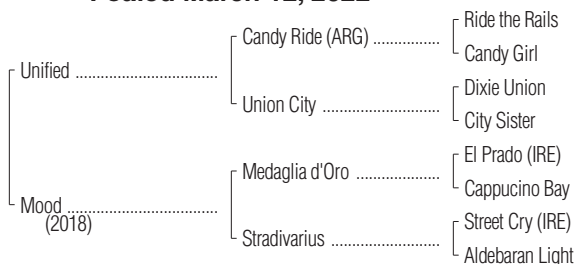 Foaled March 12, 2022
Ride the Rails
Candy Ride (ARG) ................
Candy Girl
Unified ..................................
Dixie Union
Union City ............................
City Sister
El Prado (IRE)
Medaglia d'Oro ....................
Cappucino Bay
Mood ....................................
(2018)
Street Cry (IRE)
Stradivarius ..........................
Aldebaran Light